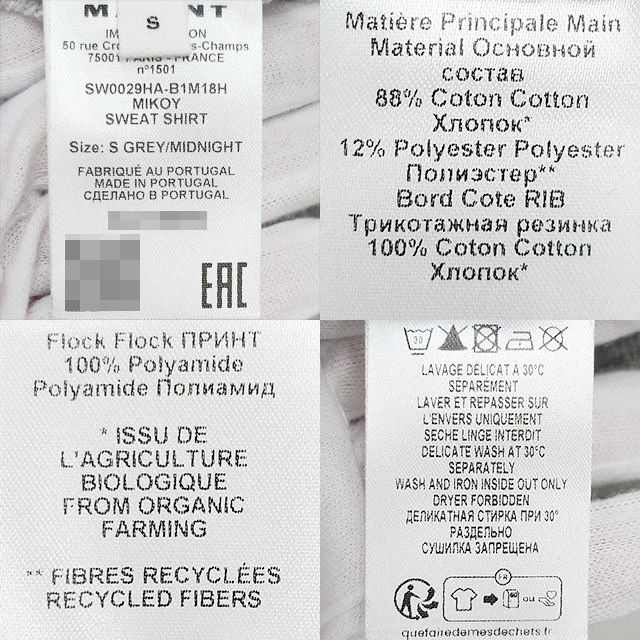 S
50 rue Cro
s-Champs
75001 PARIS - FRANCE
n°1501
SW0029HA-B1M18H
MIKOY
SWEAT SHIRT
Size: S GREY/MIDNIGHT
FABRIQUÉ AU PORTUGAL
MADE IN PORTUGAL
СДЕЛАНО В PORTUGAL
EAC
Matière Principale Main
Material Основной
состав
88% Coton Cotton
Хлопок*
12% Polyester Polyester
Полиэстер**
Bord Cote RIB
Трикотажная резинка
100% Coton Cotton
Хлопок*
Flock Flock ПРИНТ
100% Polyamide
Polyamide Полиамид
* ISSU DE
L'AGRICULTURE
BIOLOGIQUE
FROM ORGANIC
FARMING
** FIBRES RECYCLÉES
RECYCLED FIBERS
30
LAVAGE DÉLICAT A 30°C
SÉPARÉMENT
LAVER ET REPASSER SUR
L'ENVERS UNIQUEMENT
SECHE LINGE INTERDIT
DELICATE WASH AT 30°C
SEPARATELY
WASH AND IRON INSIDE OUT ONLY
DRYER FORBIDDEN
ДЕЛИКАТНАЯ СТИРКА ПРИ 30°
РАЗДЕЛЬНО
СУШИЛКА ЗАПРЕЩЕНА
FR
ou
quefairedemesdechets.fr